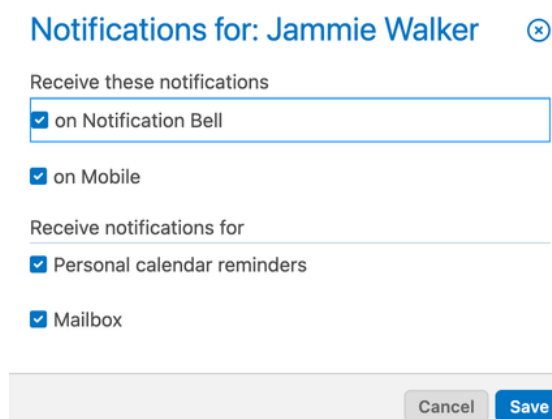 Notifications for: Jammie Walker
Receive these notifications
on Notification Bell
on Mobile
Receive notifications for
Personal calendar reminders
Mailbox
Cancel Save